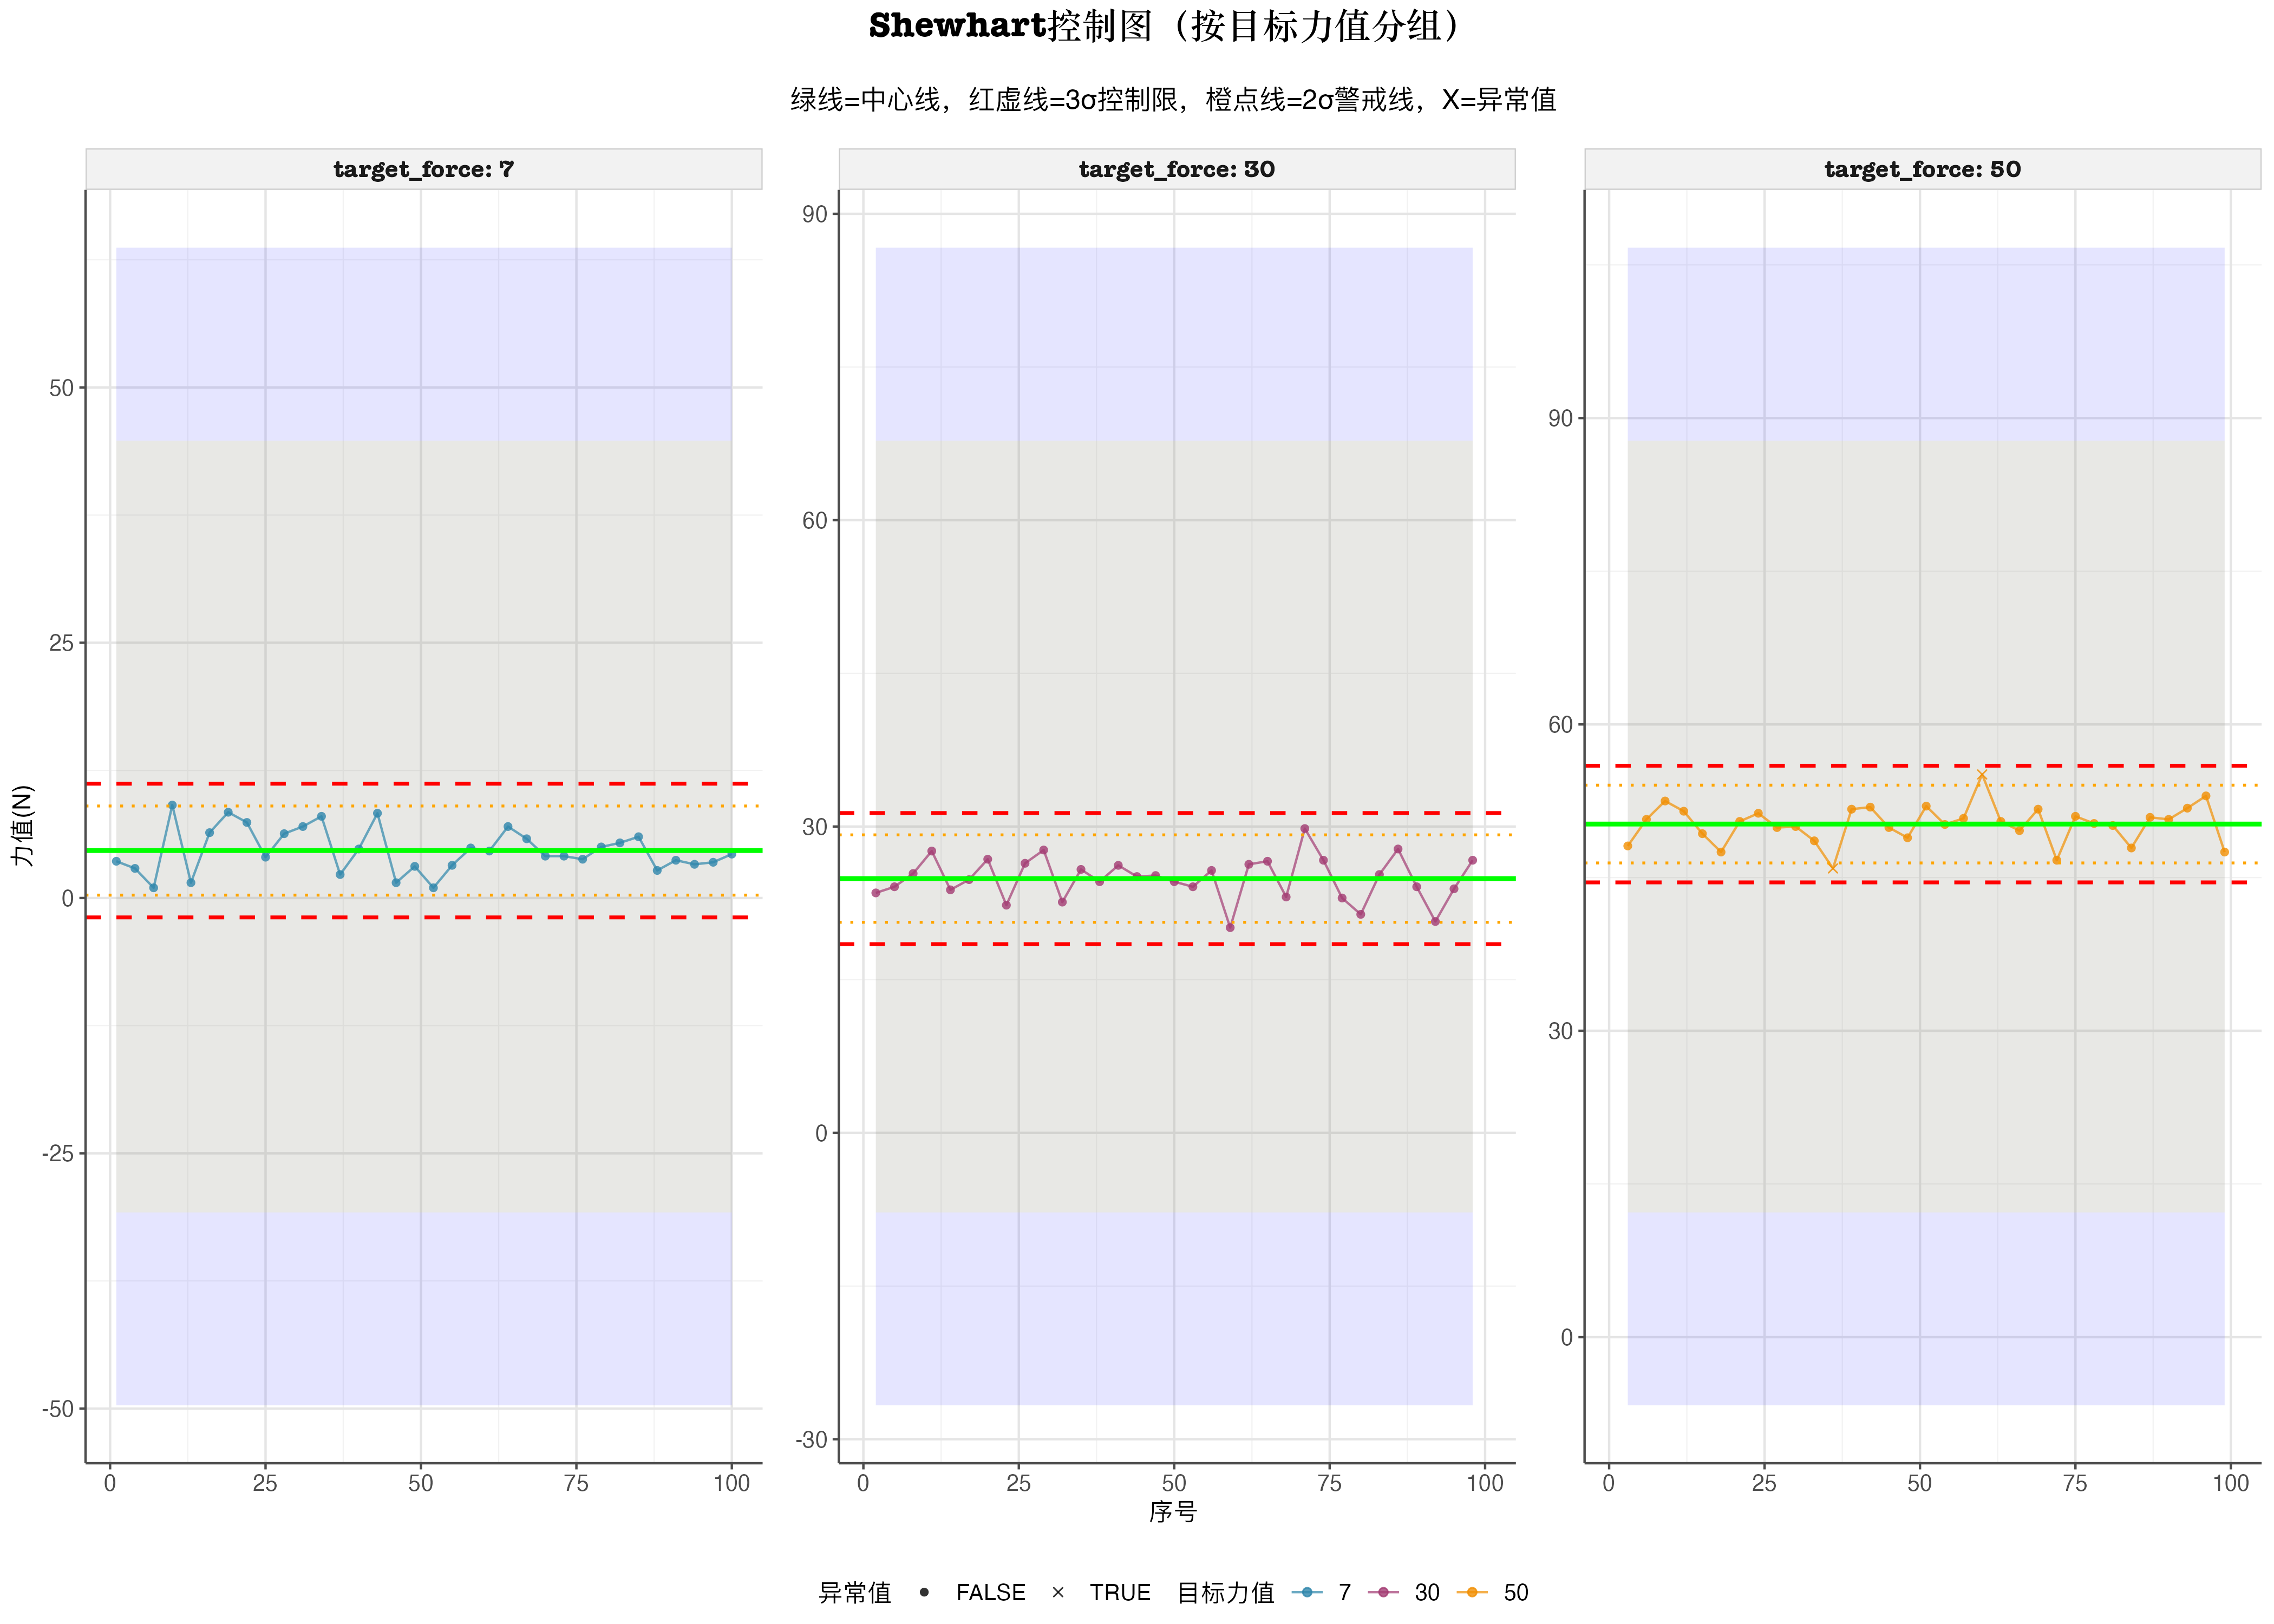 Shewhart控制图（按目标力值分组）
绿线=中心线，红虚线=3σ控制限，橙点线=2σ警戒线，X=异常值
target_force: 7
target_force: 30
target_force: 50
力值(N)
50
25
0
-25
-50
90
60
30
0
-30
90
60
30
0
0 25 50 75 100
0 25 50 75 100
0 25 50 75 100
序号
异常值 FALSE TRUE 目标力值 7 30 50